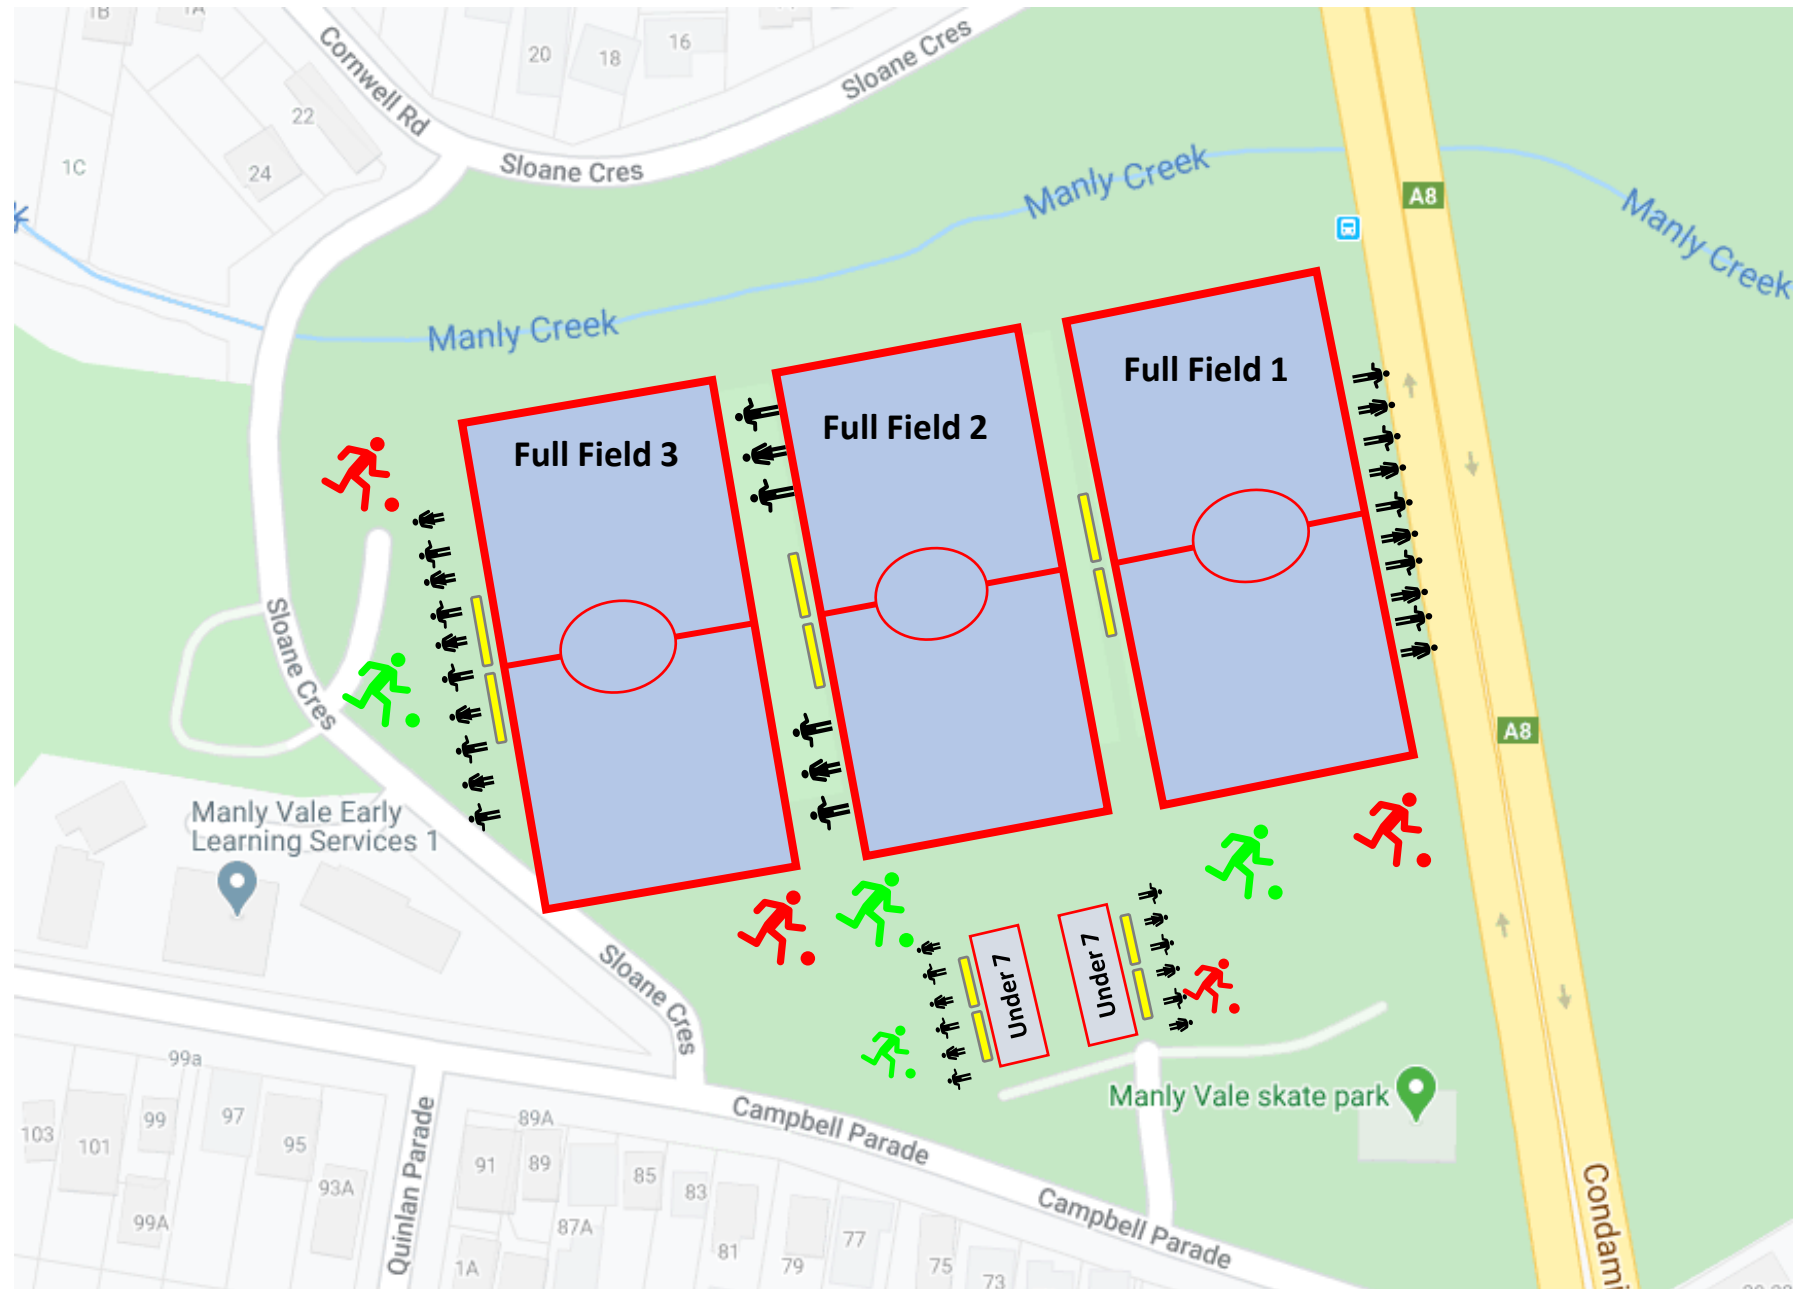 1B
1A
Cornwell Rd
20
18
16
Sloane Cres
22
24
1C
Sloane Cres
Manly Creek
A8
Manly Creek
Manly Creek
Full Field 1
Full Field 2
Full Field 3
Sloane Cres
A8
Manly Vale Early
Learning Services 1
Sloane Cres
Under 7
Under 7
Manly Vale skate park
99a
103
101
99
97
95
93A
99A
Quinlan Parade
89A
91
89
87A
85
83
81
79
77
75
73
1A
Campbell Parade
Campbell Parade
Condami